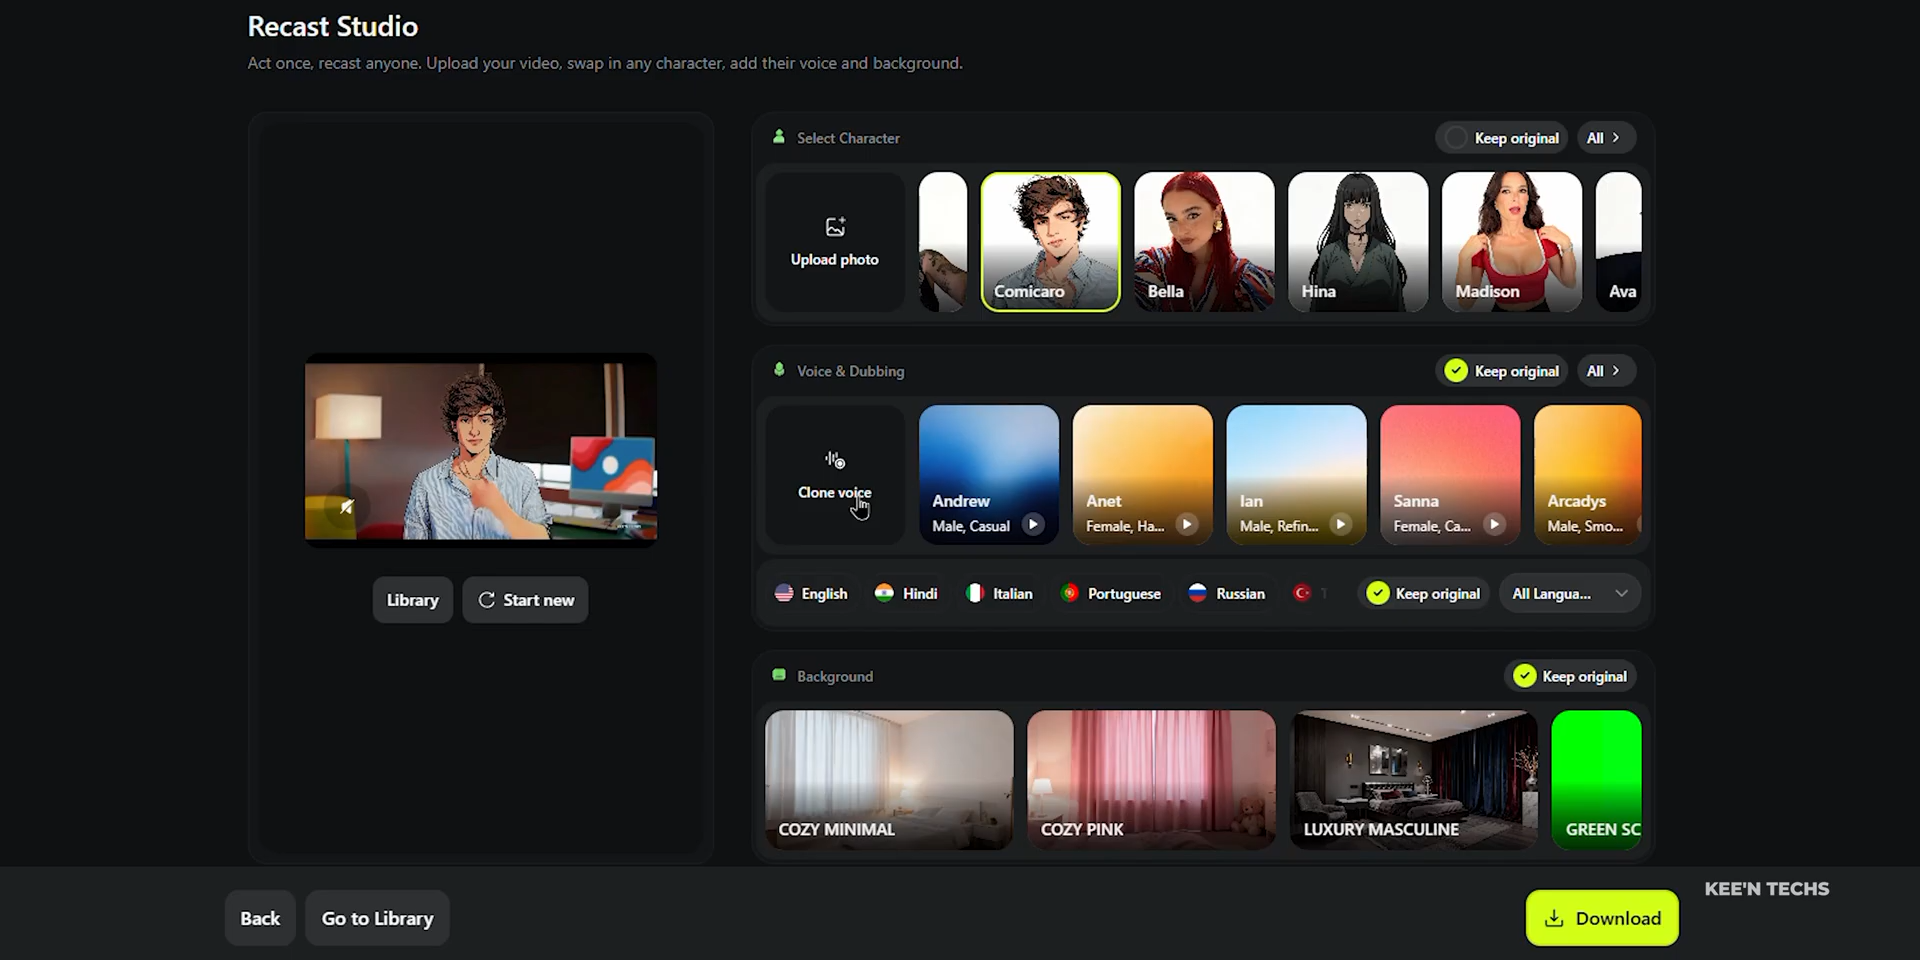 Recast Studio
Act once, recast anyone. Upload your video, swap in any character, add their voice and background.
Select Character
Keep original
All
Upload photo
Comicaro
Bella
Hina
Madison
Ava
Voice & Dubbing
Keep original
All
Clone voice
Andrew
Male, Casual
Anet
Female, Ha...
Ian
Male, Refin...
Sanna
Female, Ca...
Arcadys
Male, Smo...
English
Hindi
Italian
Portuguese
Russian
Keep original
All Langua...
Library
Start new
Background
Keep original
COZY MINIMAL
COZY PINK
LUXURY MASCULINE
GREEN SC
Back
Go to Library
Download
KEE'N TECHS